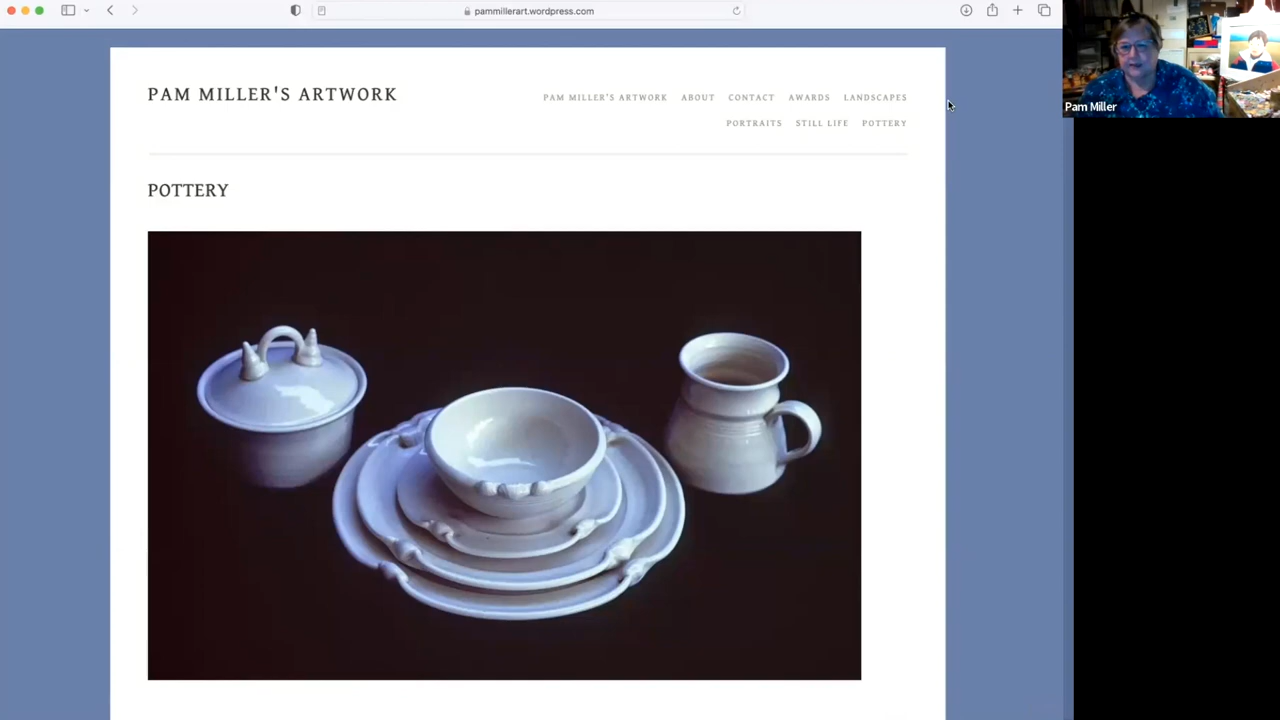 pammillerart.wordpress.com
Pam Miller
PAM MILLER'S ARTWORK
PAM MILLER'S ARTWORK ABOUT CONTACT AWARDS LANDSCAPES
PORTRAITS STILL LIFE POTTERY
POTTERY